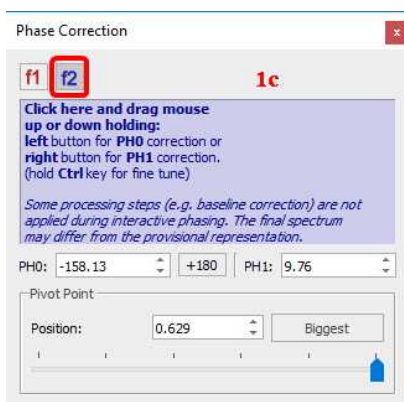 Phase Correction x
f1 f2 1c
Click here and drag mouse
up or down holding:
left button for PH0 correction or
right button for PH1 correction.
(hold Ctrl key for fine tune)
Some processing steps (e.g. baseline correction) are not
applied during interactive phasing. The final spectrum
may differ from the provisional representation.
PH0: -158.13 +180 PH1: 9.76
Pivot Point
Position: 0.629 Biggest